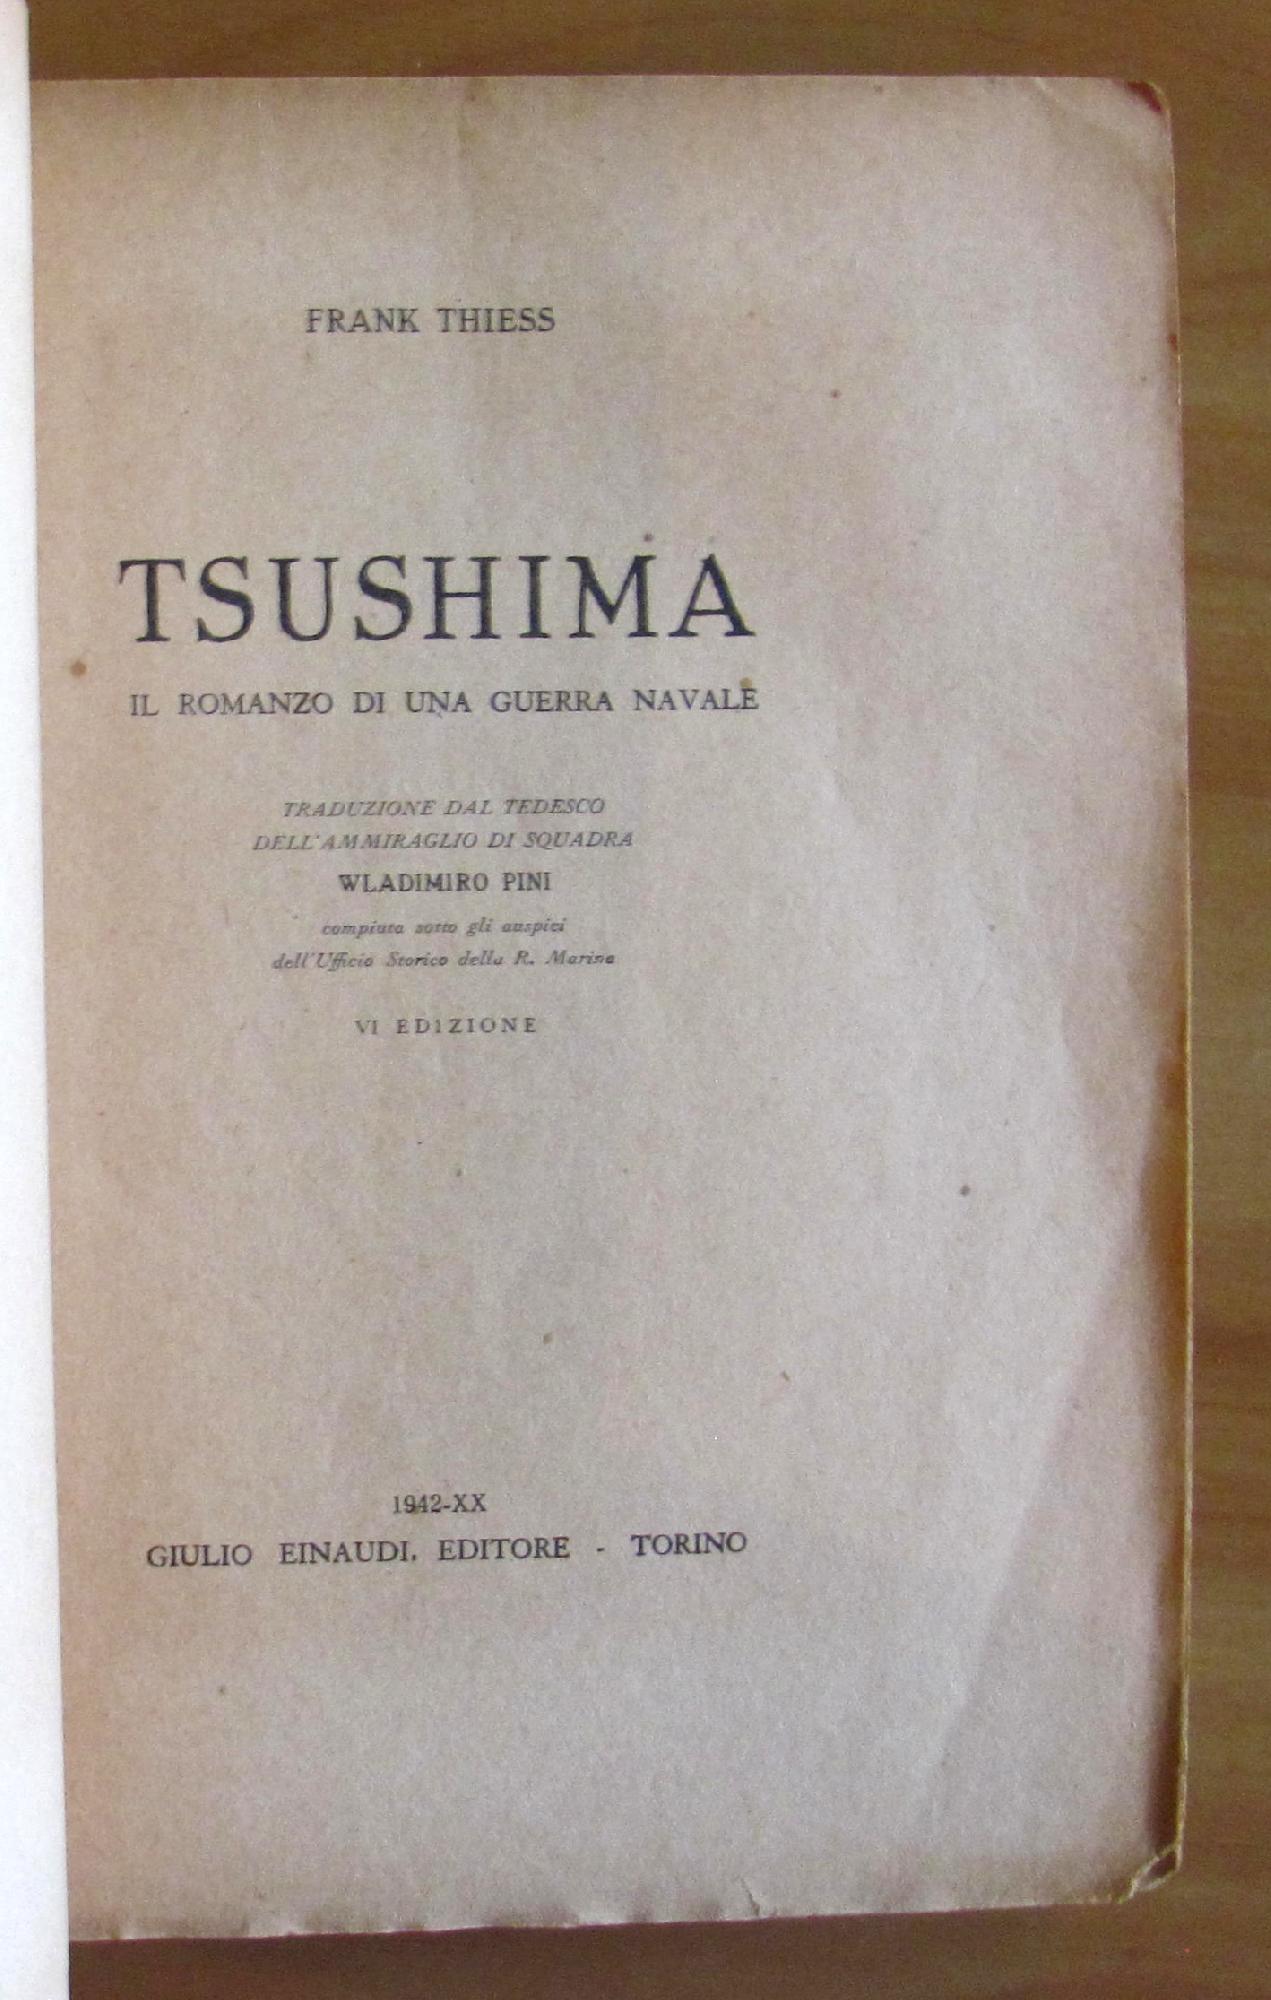 FRANK THIESS
TSUSHIMA
IL ROMANZO DI UNA GUERRA NAVALE
TRADUZIONE DAL TEDESCO
DELL'AMMIRAGLIO DI SQUADRA
WLADIMIRO PINI
compiuta sotto gli auspici
dell'Ufficio Storico della R. Marina
VI EDIZIONE
1942-XX
GIULIO EINAUDI, EDITORE - TORINO